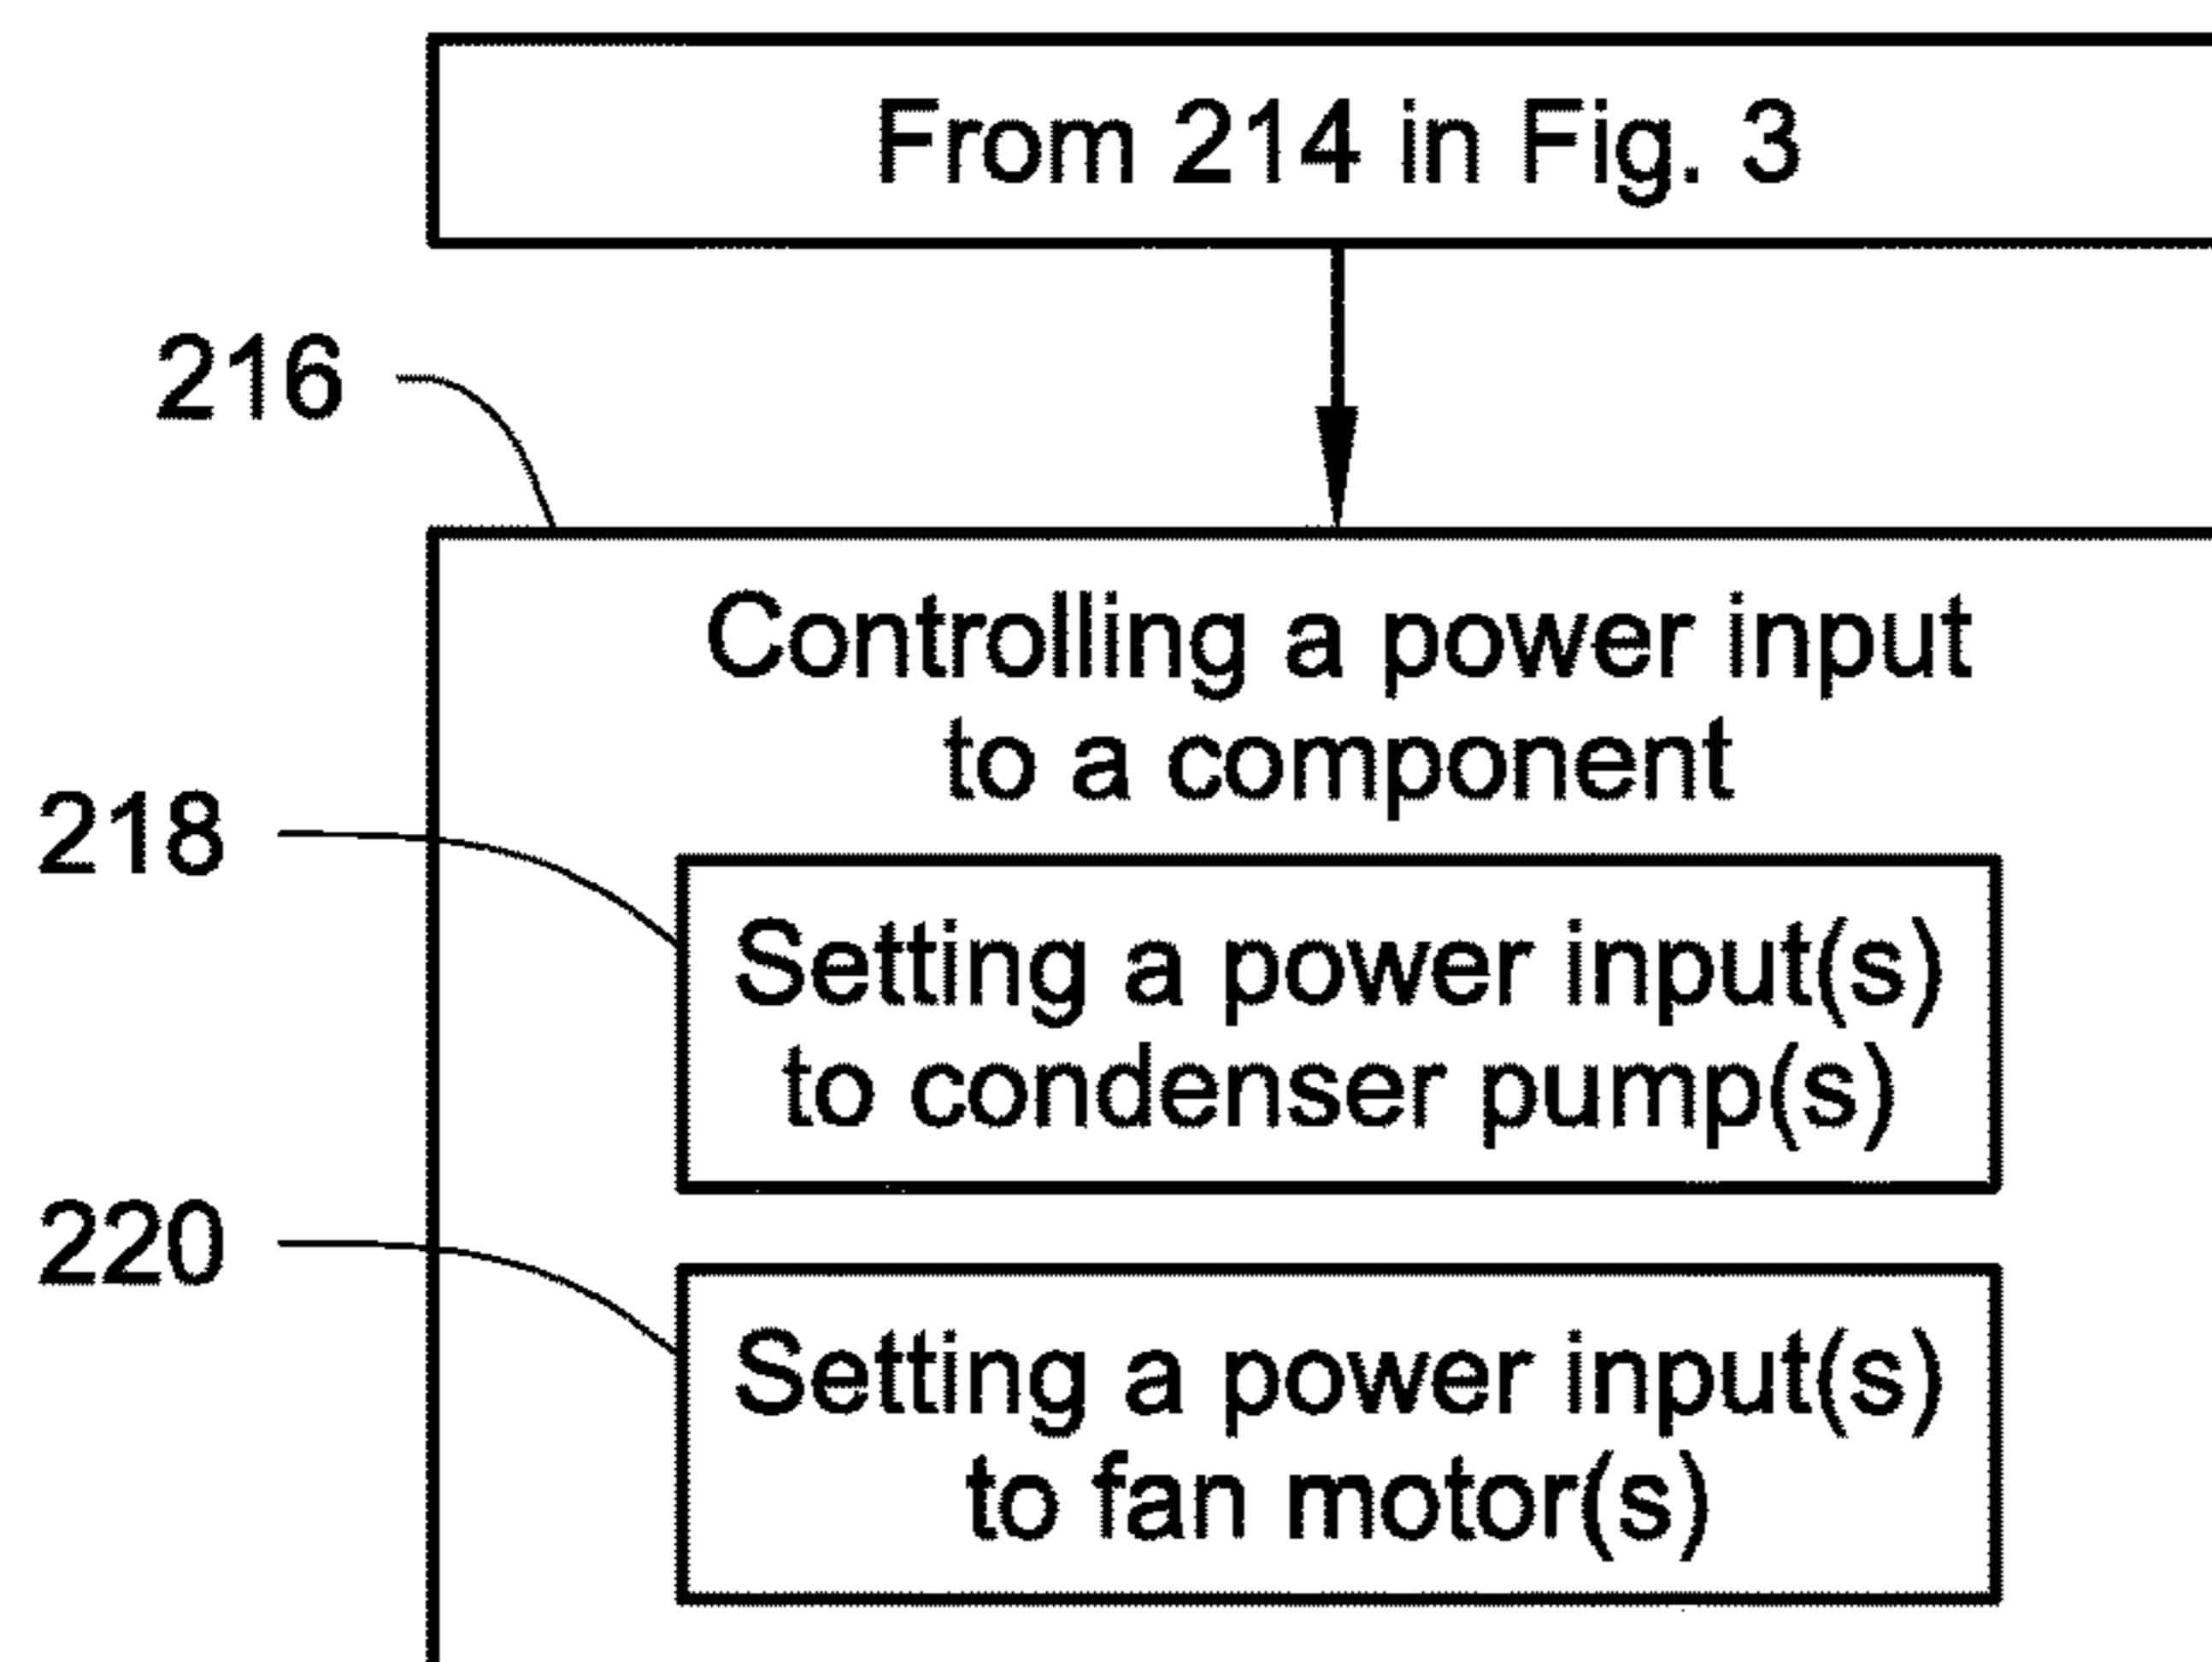 From 214 in Fig. 3
216
Controlling a power input
to a component
218
Setting a power input(s)
to condenser pump(s)
220
Setting a power input(s)
to fan motor(s)